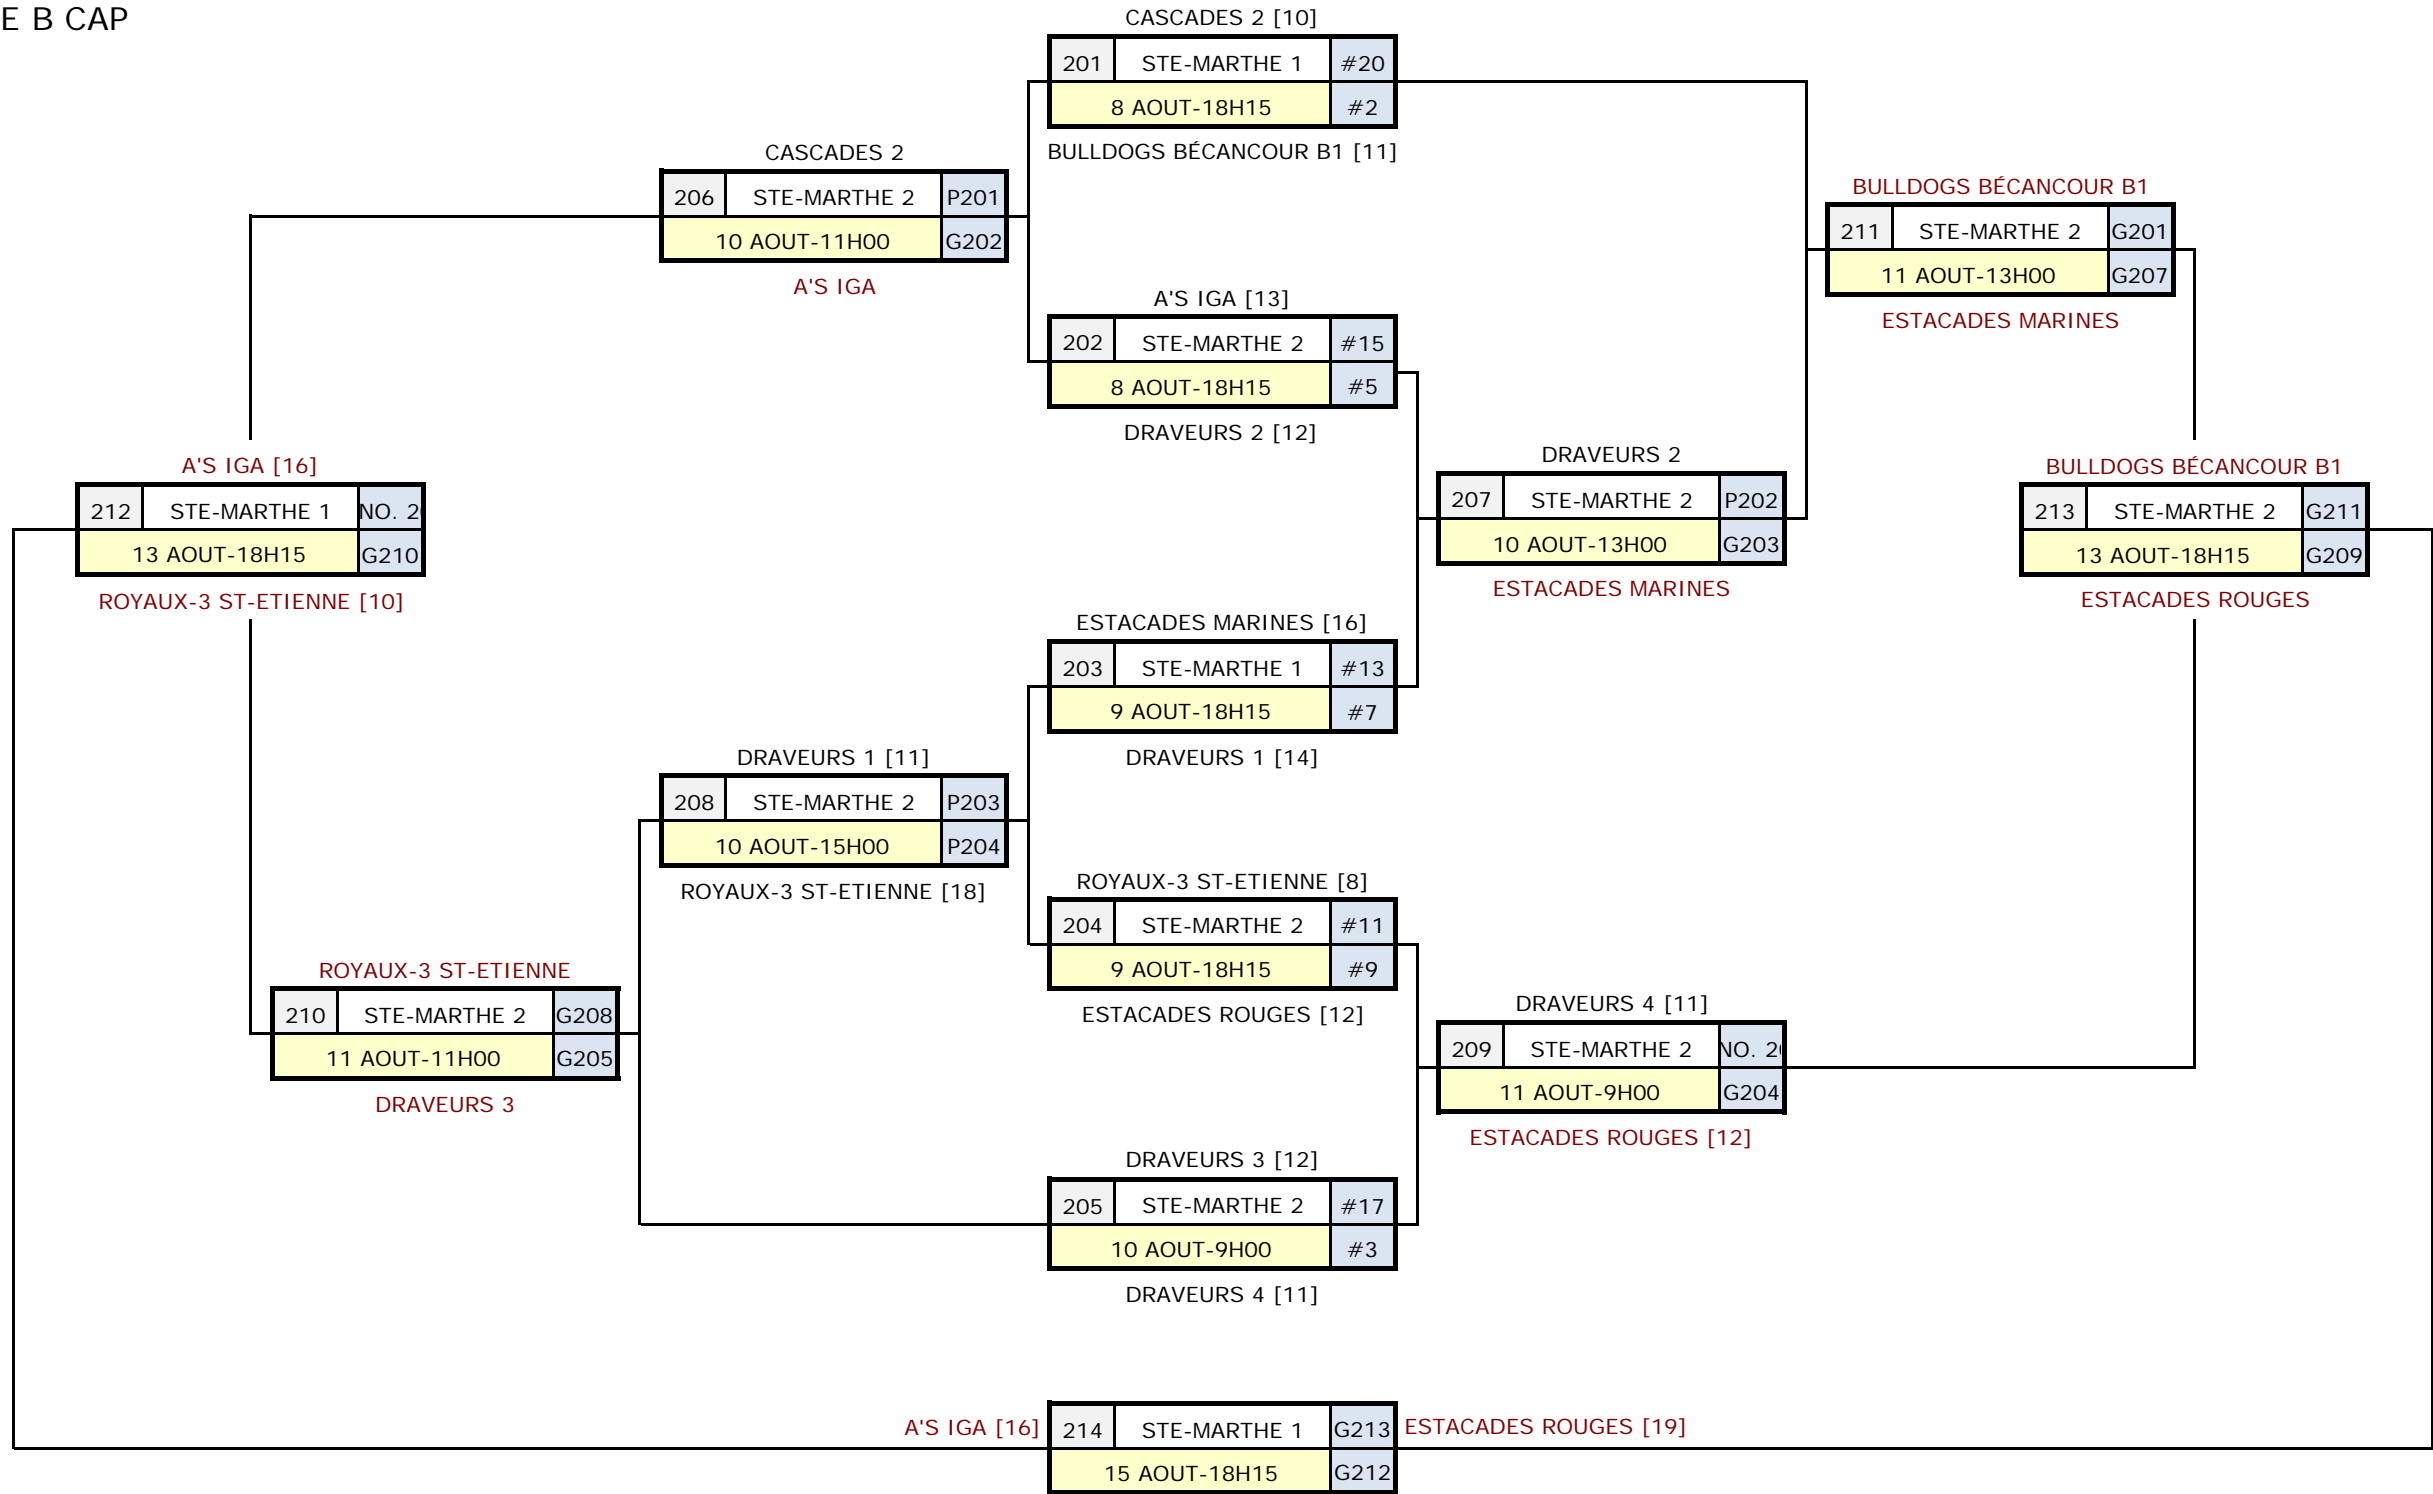 E B CAP
CASCADES 2 [10]
201 STE-MARTHE 1 #20
8 AOUT-18H15 #2
BULLDOGS BÉCANCOUR B1 [11]
CASCADES 2
206 STE-MARTHE 2 P201
10 AOUT-11H00 G202
A'S IGA
BULLDOGS BÉCANCOUR B1
211 STE-MARTHE 2 G201
11 AOUT-13H00 G207
ESTACADES MARINES
A'S IGA [13]
202 STE-MARTHE 2 #15
8 AOUT-18H15 #5
DRAVEURS 2 [12]
A'S IGA [16]
212 STE-MARTHE 1 NO. 2
13 AOUT-18H15 G210
ROYAUX-3 ST-ETIENNE [10]
DRAVEURS 2
207 STE-MARTHE 2 P202
10 AOUT-13H00 G203
ESTACADES MARINES
BULLDOGS BÉCANCOUR B1
213 STE-MARTHE 2 G211
13 AOUT-18H15 G209
ESTACADES ROUGES
ESTACADES MARINES [16]
203 STE-MARTHE 1 #13
9 AOUT-18H15 #7
DRAVEURS 1 [14]
DRAVEURS 1 [11]
208 STE-MARTHE 2 P203
10 AOUT-15H00 P204
ROYAUX-3 ST-ETIENNE [18]
ROYAUX-3 ST-ETIENNE [8]
204 STE-MARTHE 2 #11
9 AOUT-18H15 #9
ESTACADES ROUGES [12]
ROYAUX-3 ST-ETIENNE
210 STE-MARTHE 2 G208
11 AOUT-11H00 G205
DRAVEURS 3
DRAVEURS 4 [11]
209 STE-MARTHE 2 NO. 2
11 AOUT-9H00 G204
ESTACADES ROUGES [12]
DRAVEURS 3 [12]
205 STE-MARTHE 2 #17
10 AOUT-9H00 #3
DRAVEURS 4 [11]
A'S IGA [16] 214 STE-MARTHE 1 G213 ESTACADES ROUGES [19]
15 AOUT-18H15 G212